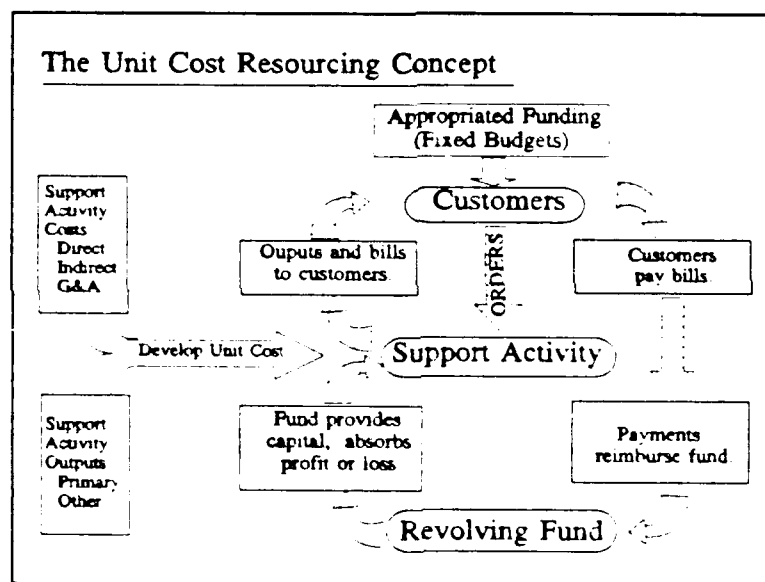 The Unit Cost Resourcing Concept
Appropriated Funding
(Fixed Budgets)
Support
Activity
Costs
Direct
Indirect
G&A
Customers
Ouputs and bills
to customers.
ORDERS
Customers
pay bills.
Develop Unit Cost
Support Activity
Support
Activity
Outputs
Primary
Other
Fund provides
capital, absorbs
profit or loss
Payments
reimburse fund.
Revolving Fund